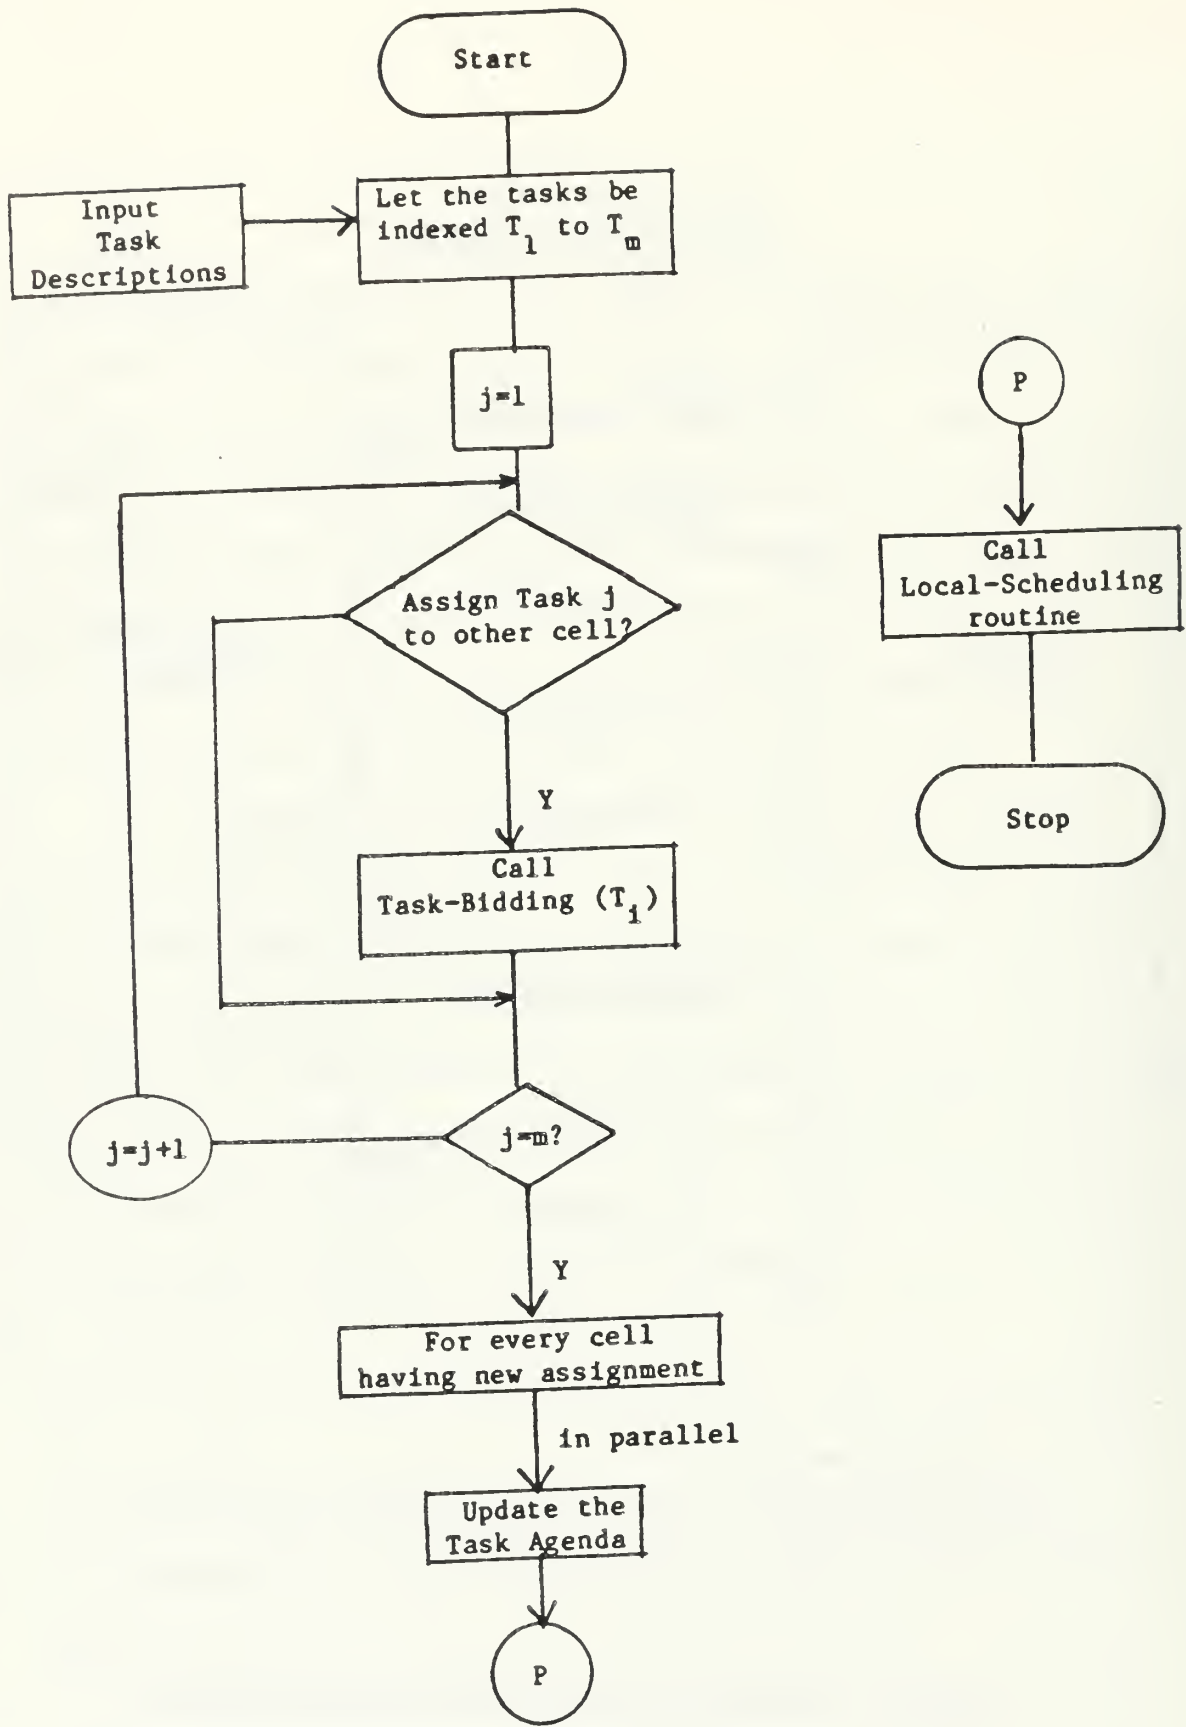 Start
Input
Task
Descriptions
Let the tasks be
indexed T1 to Tm
j=1
Assign Task j
to other cell?
Y
Call
Task-Bidding (Ti)
j=m?
j=j+1
Y
For every cell
having new assignment
in parallel
Update the
Task Agenda
P
P
Call
Local-Scheduling
routine
Stop